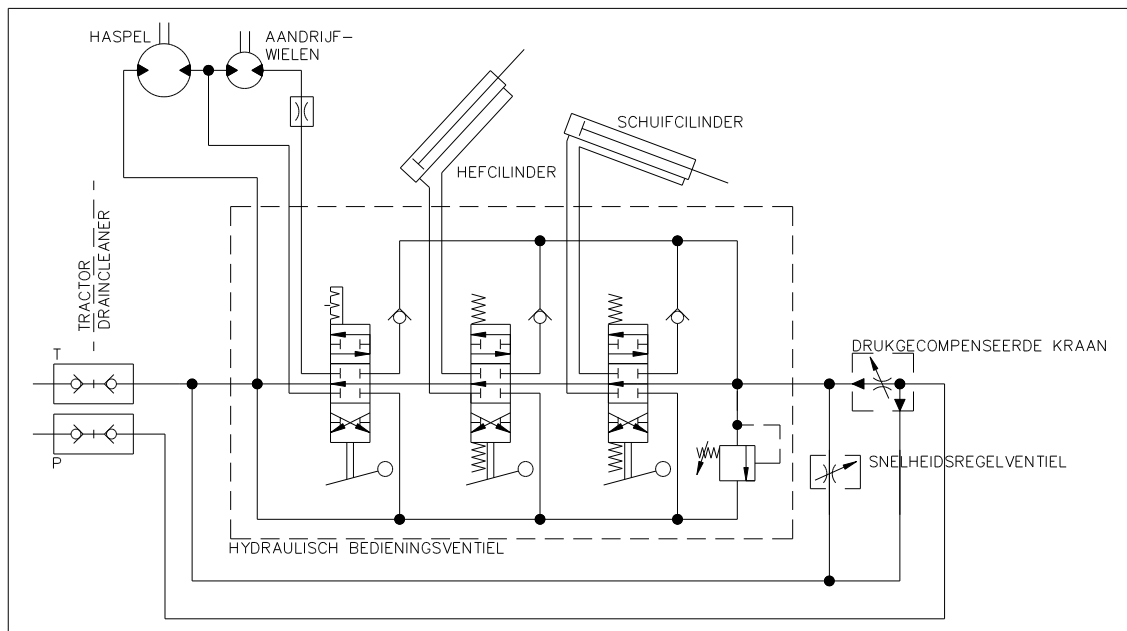 HASPEL
AANDRIJF-
WIELEN
SCHUIFCILINDER
HEFCILINDER
TRACTOR
DRAINCLEANER
T
P
DRUKGECOMPENSEERDE KRAAN
SNELHEIDSREGELVENTIEL
HYDRAULISCH BEDIENINGSVENTIEL